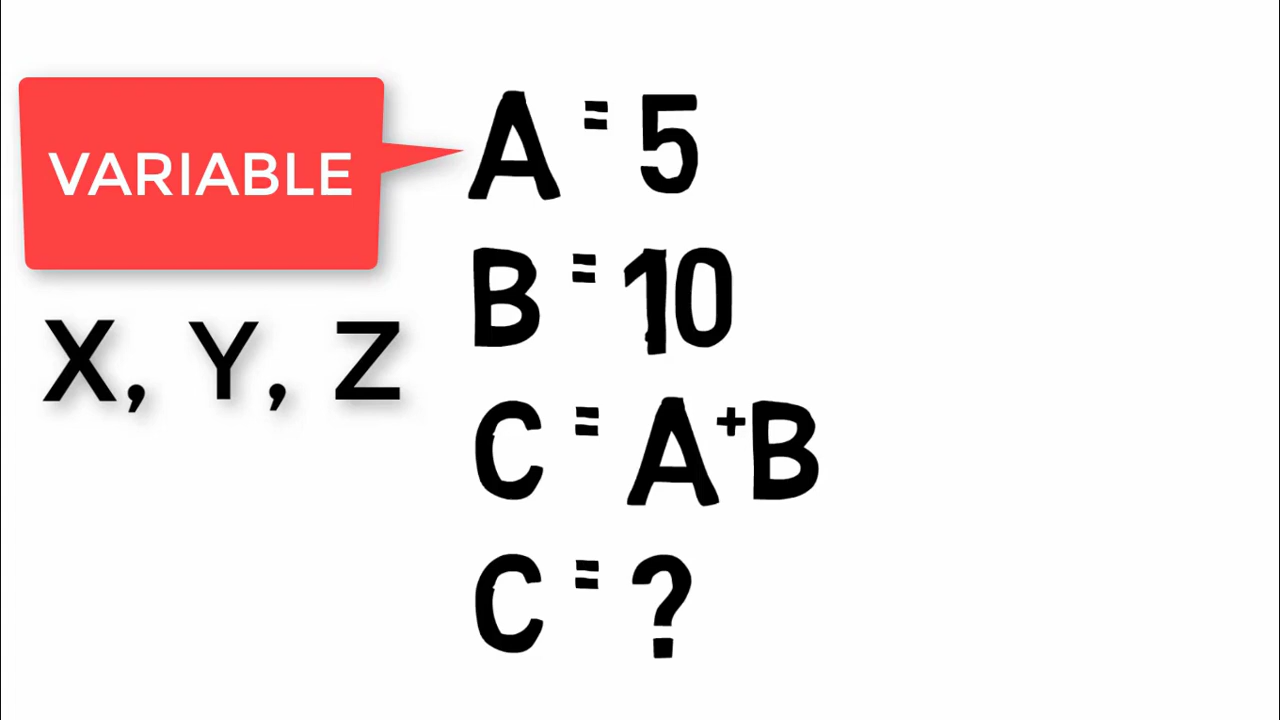 VARIABLE
X, Y, Z
A = 5
B = 10
C = A+B
C = ?